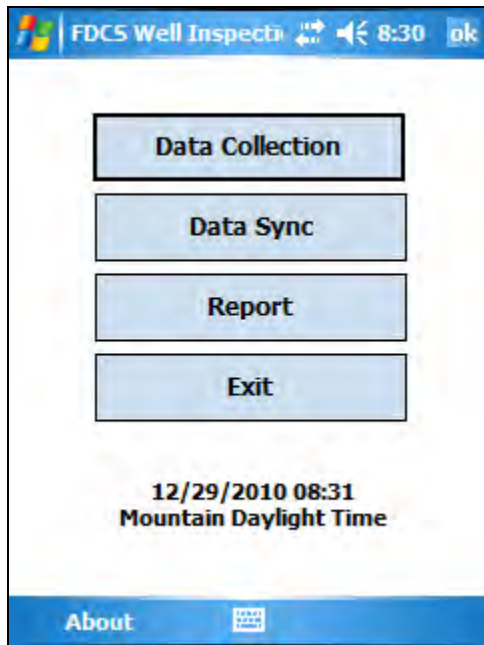 FDCS Well Inspecti 8:30 ok
Data Collection
Data Sync
Report
Exit
12/29/2010 08:31
Mountain Daylight Time
About